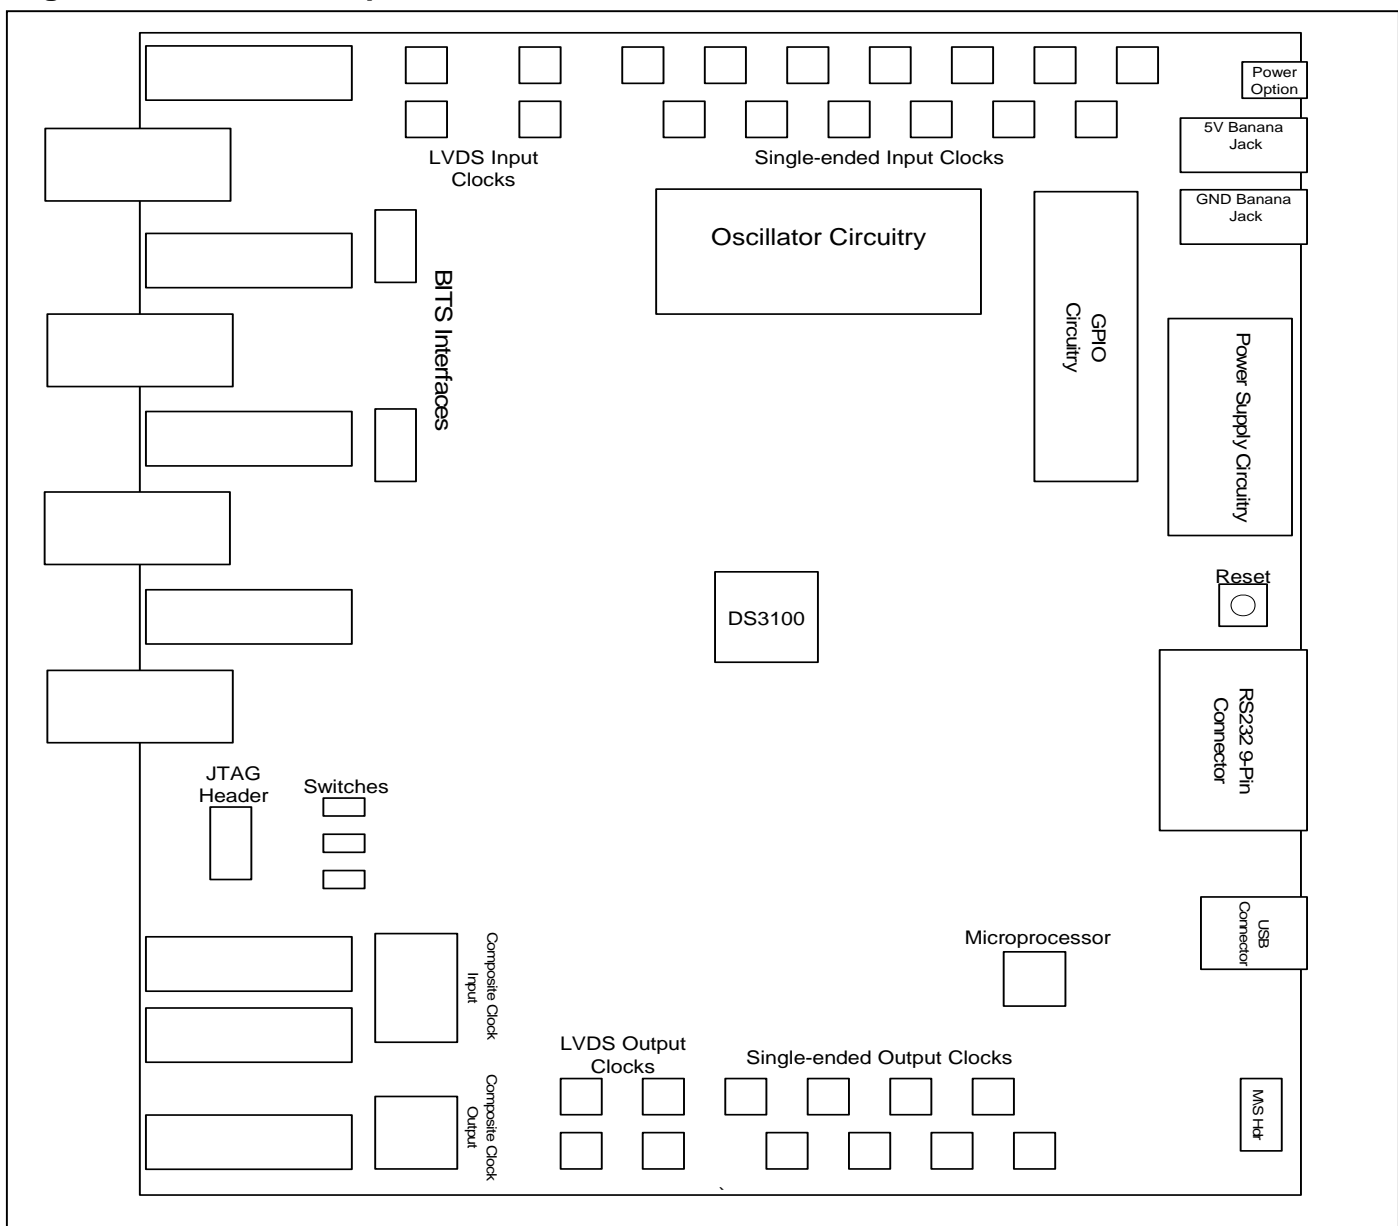 Power
Option
5V Banana
Jack
LVDS Input
Clocks
Single-ended Input Clocks
GND Banana
Jack
Oscillator Circuitry
BITS Interfaces
GPIO
Circuitry
Power Supply Circuitry
Reset
DS3100
RS232 9-Pin
Connector
JTAG
Header
Switches
USB
Connector
Microprocessor
Composite Clock
Input
LVDS Output
Clocks
Single-ended Output Clocks
Composite Clock
Output
M\S Hdr